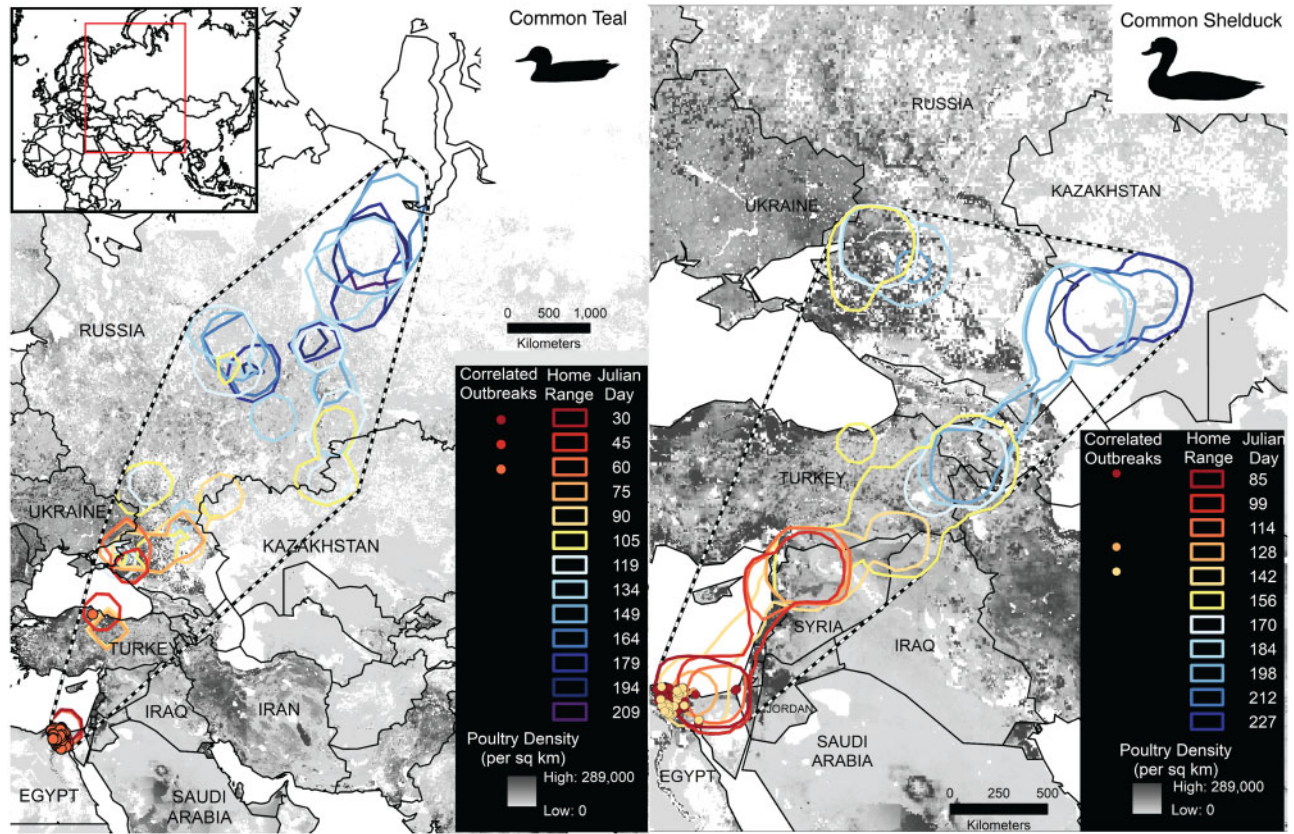 Common Teal
RUSSIA
0 500 1,000
Kilometers
UKRAINE
KAZAKHSTAN
TURKEY
IRAQ
IRAN
EGYPT
SAUDI
ARABIA
Correlated Home Julian
Outbreaks Range Day
30
45
60
75
90
105
119
134
149
164
179
194
209
Poultry Density
(per sq km)
High: 289,000
Low: 0
Common Shelduck
RUSSIA
KAZAKHSTAN
UKRAINE
TURKEY
SYRIA
IRAQ
JORDAN
EGYPT
SAUDI
ARABIA
0 250 500
Kilometers
Correlated Home Julian
Outbreaks Range Day
85
99
114
128
142
156
170
184
198
212
227
Poultry Density
(per sq km)
High: 289,000
Low: 0